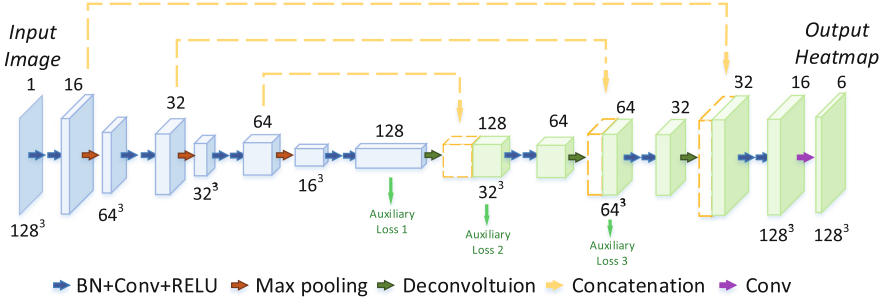 Input
Image
Output
Heatmap
1
16
32
64
128
128
64
64
32
32
16
6
128³
64³
32³
16³
32³
64³
128³
128³
Auxiliary
Loss 1
Auxiliary
Loss 2
Auxiliary
Loss 3
BN+Conv+RELU
Max pooling
Deconvoltuion
Concatenation
Conv